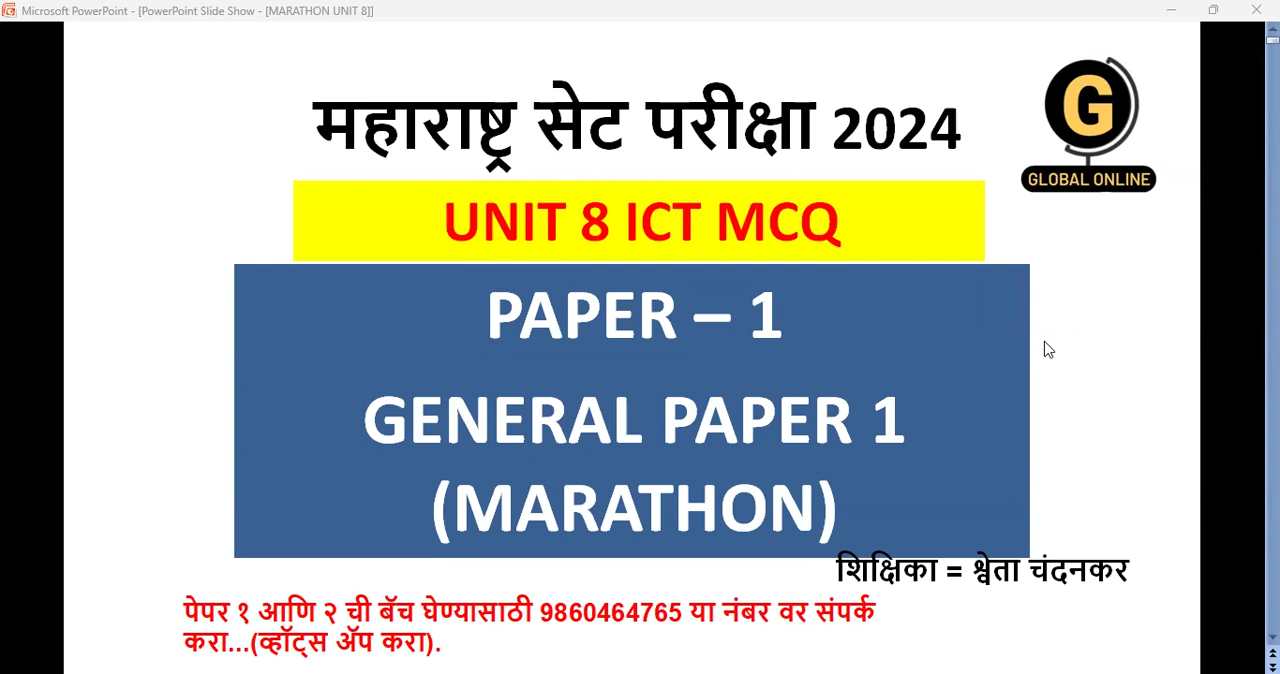 Microsoft PowerPoint - [PowerPoint Slide Show - [MARATHON UNIT 8]]
महाराष्ट्र सेट परीक्षा 2024
G
GLOBAL ONLINE
UNIT 8 ICT MCQ
PAPER – 1
GENERAL PAPER 1
(MARATHON)
शिक्षिका = श्वेता चंदनकर
पेपर १ आणि २ ची बॅच घेण्यासाठी 9860464765 या नंबर वर संपर्क
करा...(व्हॉट्स ॲप करा).